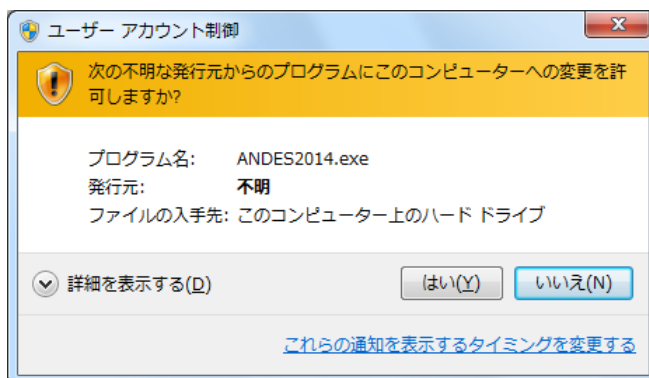 ユーザー アカウント制御
次の不明な発行元からのプログラムにこのコンピューターへの変更を許
可しますか?
プログラム名: ANDES2014.exe
発行元: 不明
ファイルの入手先: このコンピューター上のハード ドライブ
詳細を表示する(D) はい(Y) いいえ(N)
これらの通知を表示するタイミングを変更する